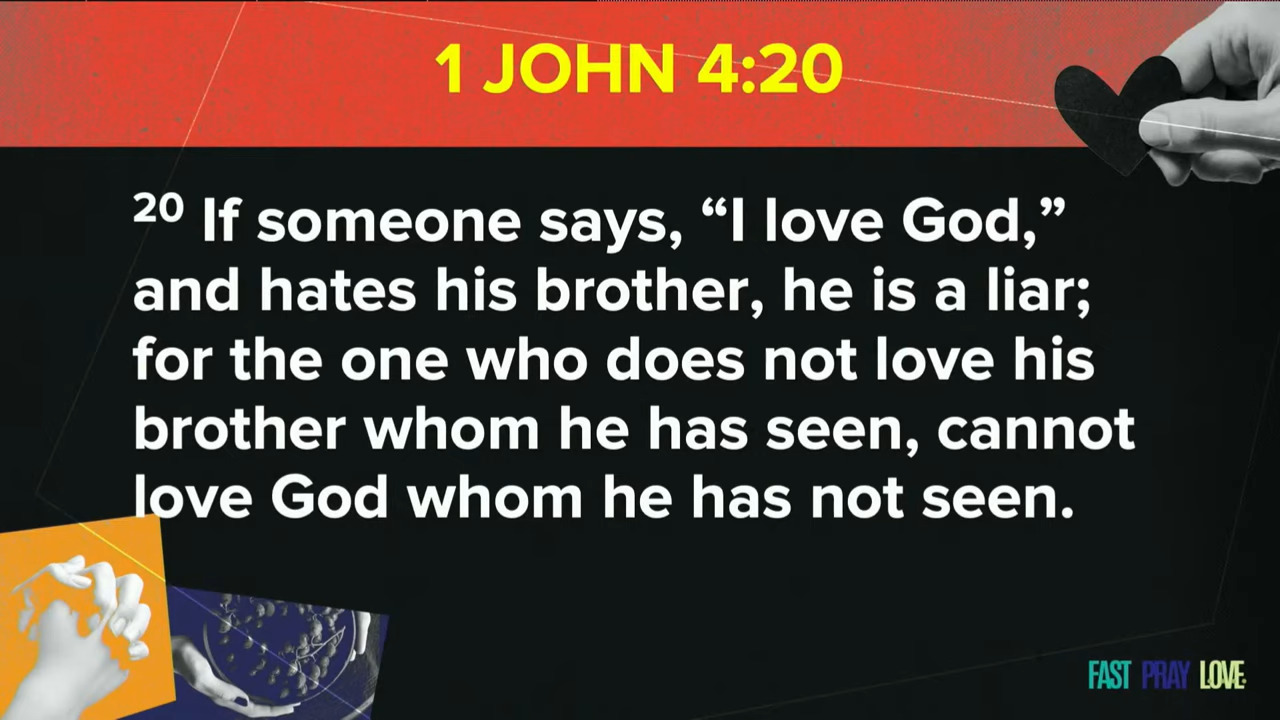 1 JOHN 4:20
20 If someone says, “I love God,”
and hates his brother, he is a liar;
for the one who does not love his
brother whom he has seen, cannot
love God whom he has not seen.
FAST PRAY LOVE